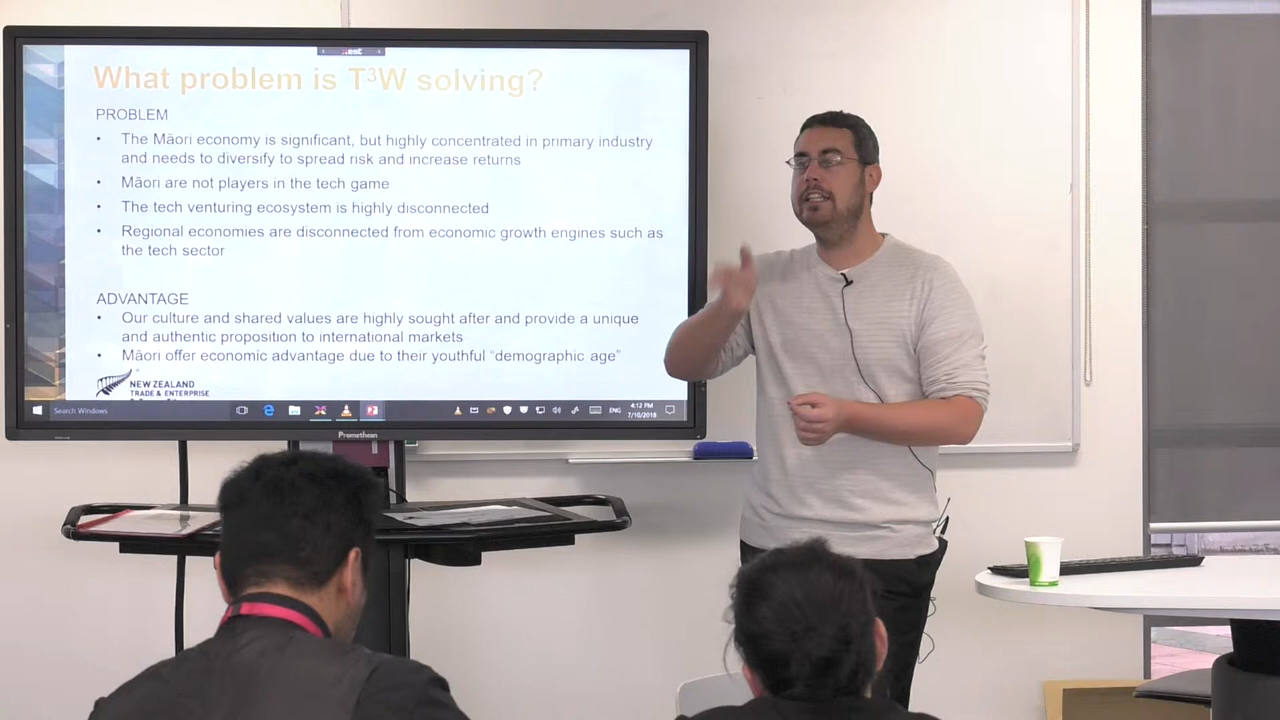 What problem is T³W solving?
PROBLEM
• The Māori economy is significant, but highly concentrated in primary industry
and needs to diversify to spread risk and increase returns
• Māori are not players in the tech game
• The tech venturing ecosystem is highly disconnected
• Regional economies are disconnected from economic growth engines such as
the tech sector
ADVANTAGE
• Our culture and shared values are highly sought after and provide a unique
and authentic proposition to international markets
• Māori offer economic advantage due to their youthful “demographic age”
NEW ZEALAND
TRADE & ENTERPRISE
Search Windows
ENG
4:12 PM
7/10/2018
Promethean